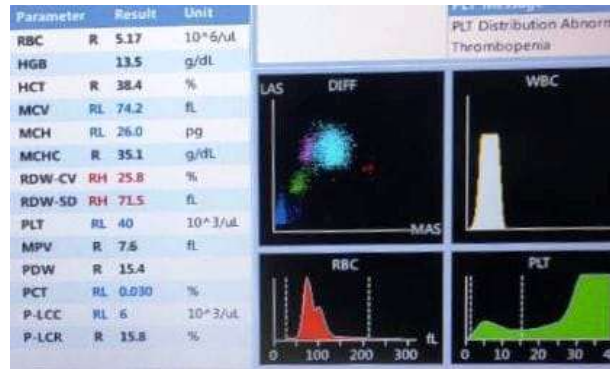 Parameter Result Unit
RBC R 5.17 10^6/uL
HGB 13.5 g/dL
HCT R 38.4 %
MCV RL 74.2 fL
MCH RL 26.0 pg
MCHC R 35.1 g/dL
RDW-CV RH 25.8 %
RDW-SD RH 71.5 fL
PLT RL 40 10^3/uL
MPV R 7.6 fL
PDW R 15.4
PCT RL 0.030 %
P-LCC RL 6 10^3/uL
P-LCR R 15.8 %
PLT Message
PLT Distribution Abnorm
Thrombopenia
LAS DIFF
MAS
WBC
RBC
0 100 200 300 fL
PLT
0 10 20 30